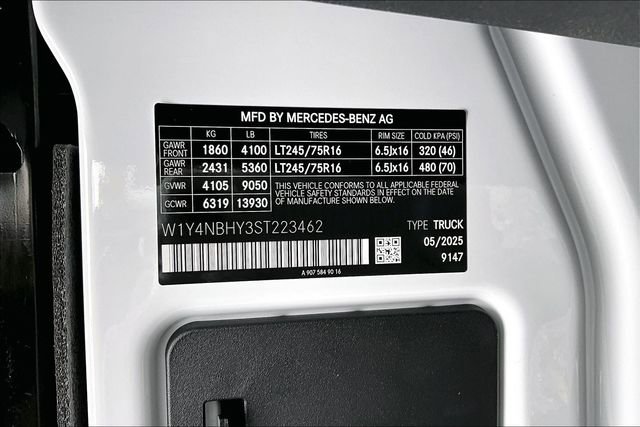 MFD BY MERCEDES-BENZ AG
KG LB TIRES RIM SIZE COLD KPA (PSI)
GAWR FRONT 1860 4100 LT245/75R16 6.5Jx16 320 (46)
GAWR REAR 2431 5360 LT245/75R16 6.5Jx16 480 (70)
GVWR 4105 9050 THIS VEHICLE CONFORMS TO ALL APPLICABLE FEDERAL
VEHICLE SAFETY STANDARDS IN EFFECT ON THE DATE
GCWR 6319 13930 OF MANUFACTURE SHOWN BELOW.
W1Y4NBHY3ST223462 TYPE TRUCK
05/2025
9147
A 907 584 90 16